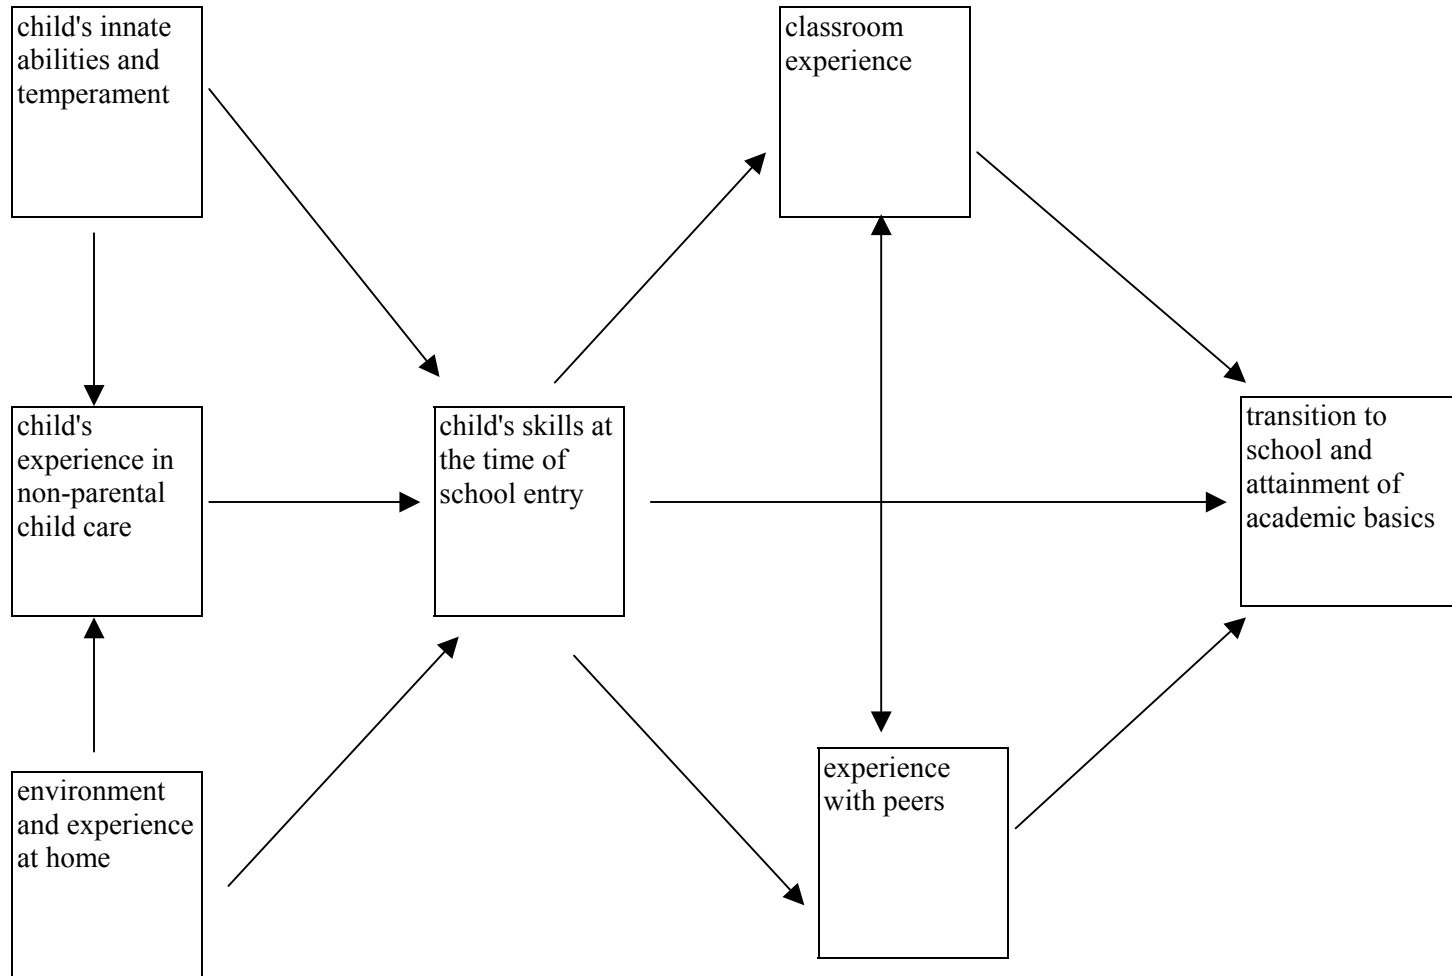 child's innate
abilities and
temperament
classroom
experience
child's
experience in
non-parental
child care
child's skills at
the time of
school entry
transition to
school and
attainment of
academic basics
environment
and experience
at home
experience
with peers